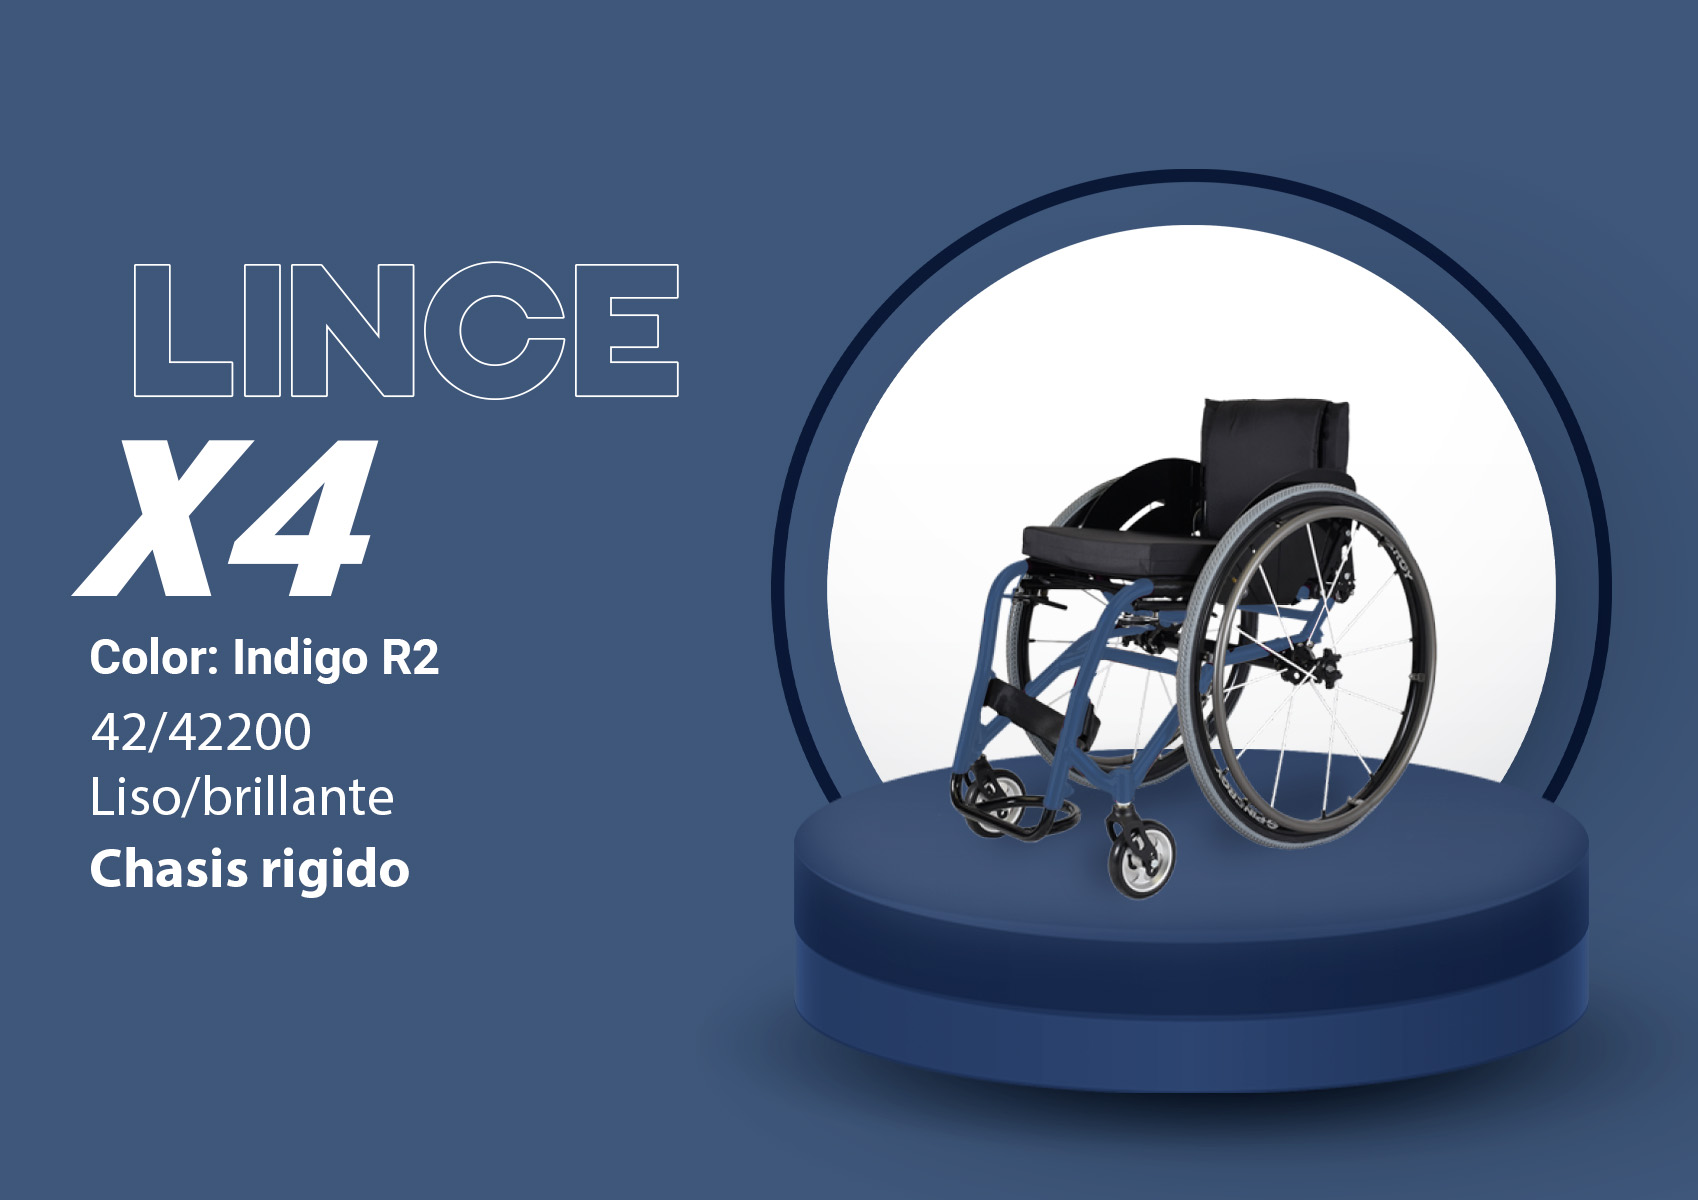 LINCE
X4
Color: Indigo R2
42/42200
Liso/brillante
Chasis rigido